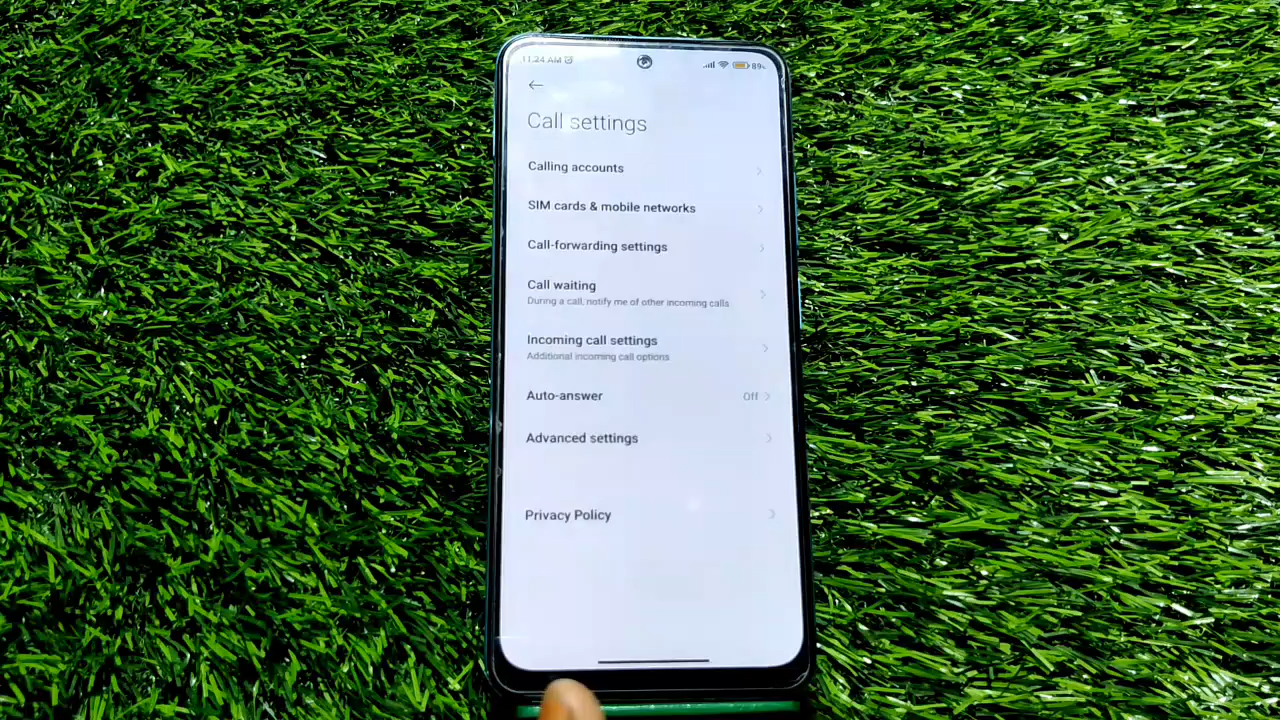 11:24 AM
89%
Call settings
Calling accounts
SIM cards & mobile networks
Call-forwarding settings
Call waiting
During a call, notify me of other incoming calls
Incoming call settings
Additional incoming call options
Auto-answer Off
Advanced settings
Privacy Policy